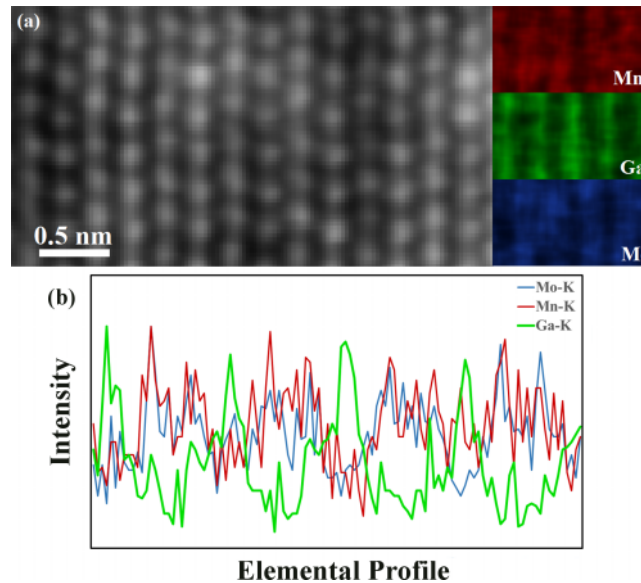 (a)
Mn
Ga
M
0.5 nm
(b)
Mo-K
Mn-K
Ga-K
Intensity
Elemental Profile